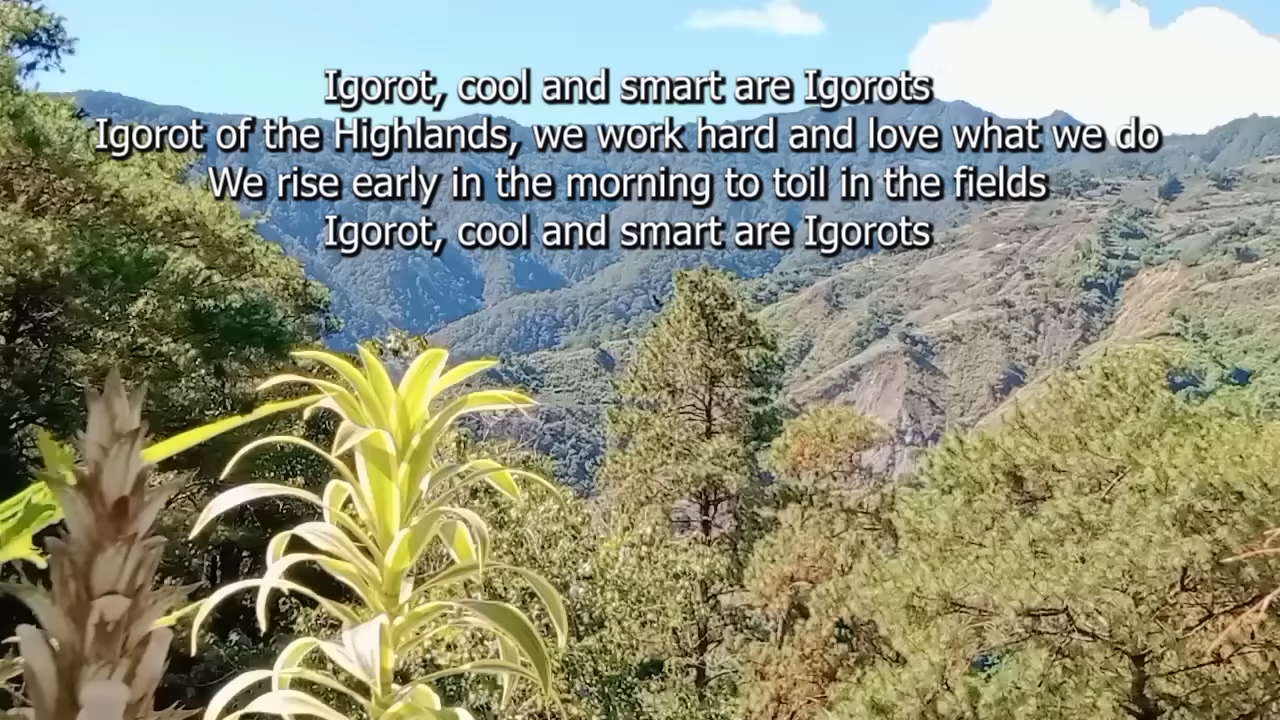 Igorot, cool and smart are Igorots
Igorot of the Highlands, we work hard and love what we do
We rise early in the morning to toil in the fields
Igorot, cool and smart are Igorots